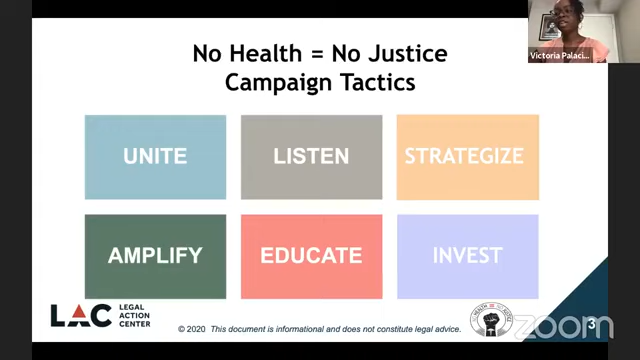 No Health = No Justice
Campaign Tactics
Victoria Palaci...
UNITE
LISTEN
STRATEGIZE
AMPLIFY
EDUCATE
INVEST
LAC
LEGAL
ACTION
CENTER
© 2020 This document is informational and does not constitute legal advice.
3
zoom